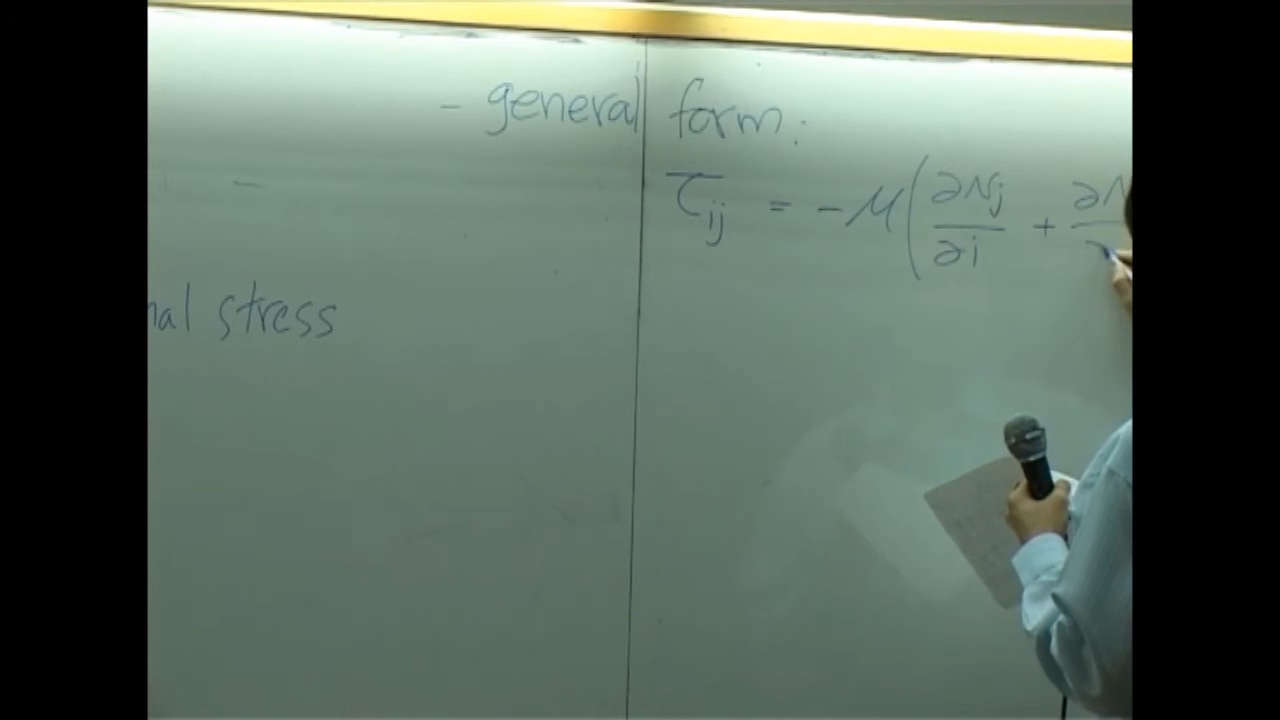 - general form:
τij = -μ(∂vj/∂i + ∂v
nal stress